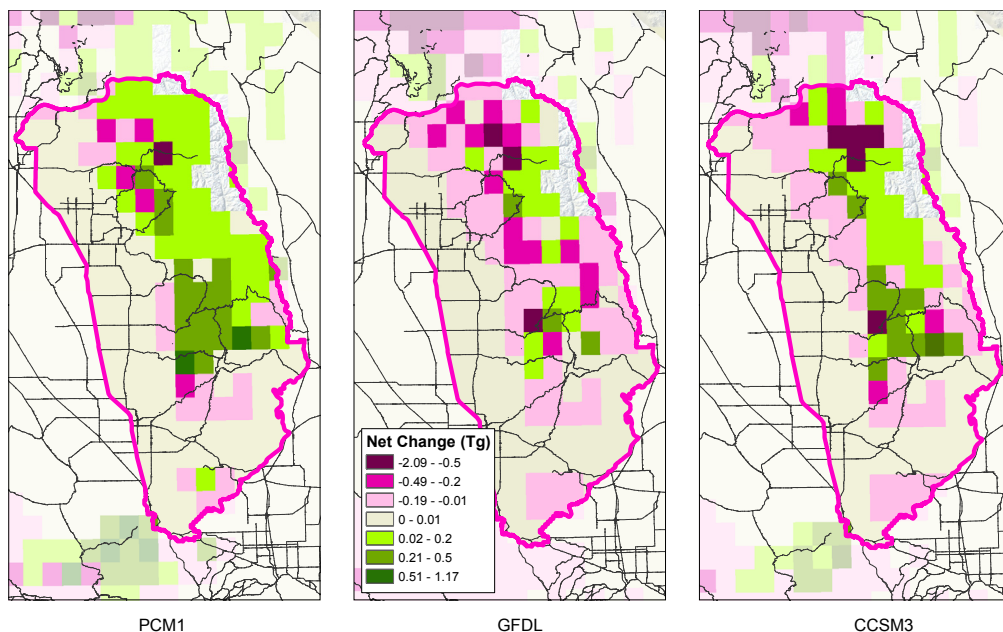 Net Change (Tg)
-2.09 - -0.5
-0.49 - -0.2
-0.19 - -0.01
0 - 0.01
0.02 - 0.2
0.21 - 0.5
0.51 - 1.17
PCM1
GFDL
CCSM3